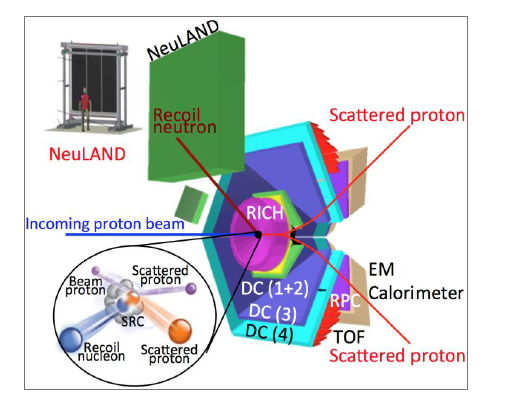 NeuLAND
Recoil
neutron
Scattered proton
NeuLAND
RICH
Incoming proton beam
Beam
proton
Scattered
proton
SRC
Recoil
nucleon
Scattered
proton
DC (1+2)
DC (3)
DC (4)
RPC
EM
Calorimeter
TOF
Scattered proton